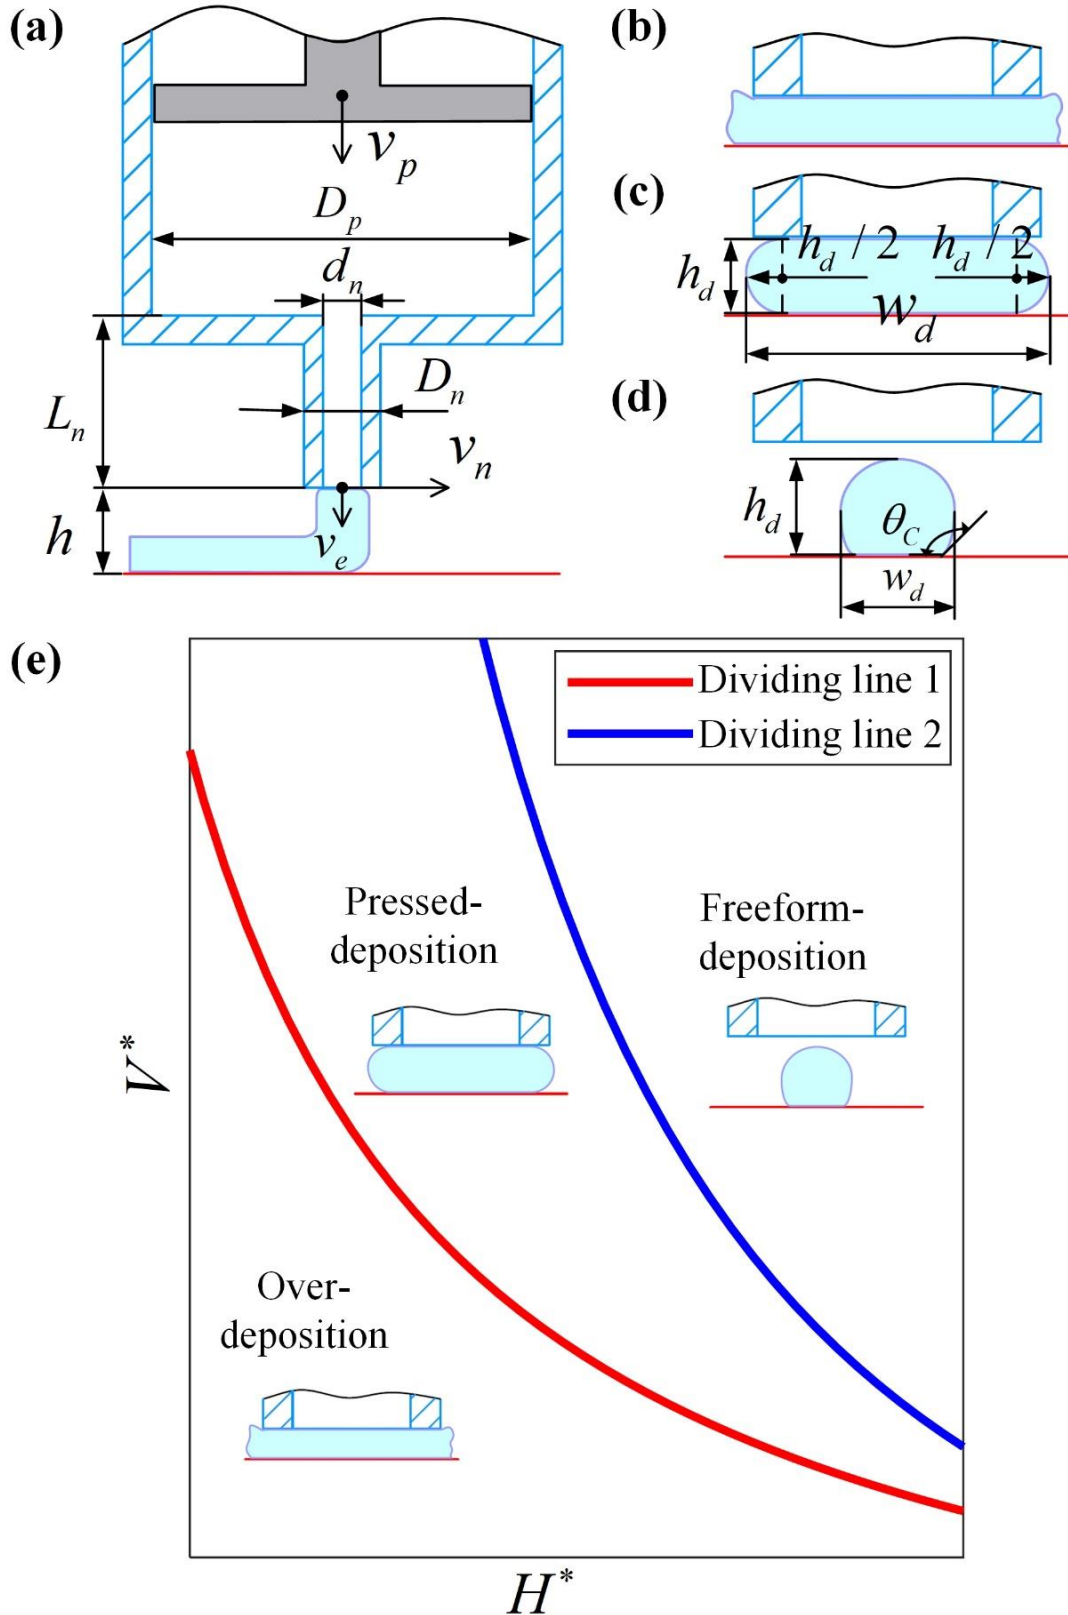 (a)
v_p
D_p
d_n
D_n
L_n
v_n
h
v_e
(b)
(c)
h_d / 2 h_d / 2
h_d
w_d
(d)
h_d
θ_C
w_d
(e)
Dividing line 1
Dividing line 2
Pressed-
deposition
Freeform-
deposition
Over-
deposition
V*
H*